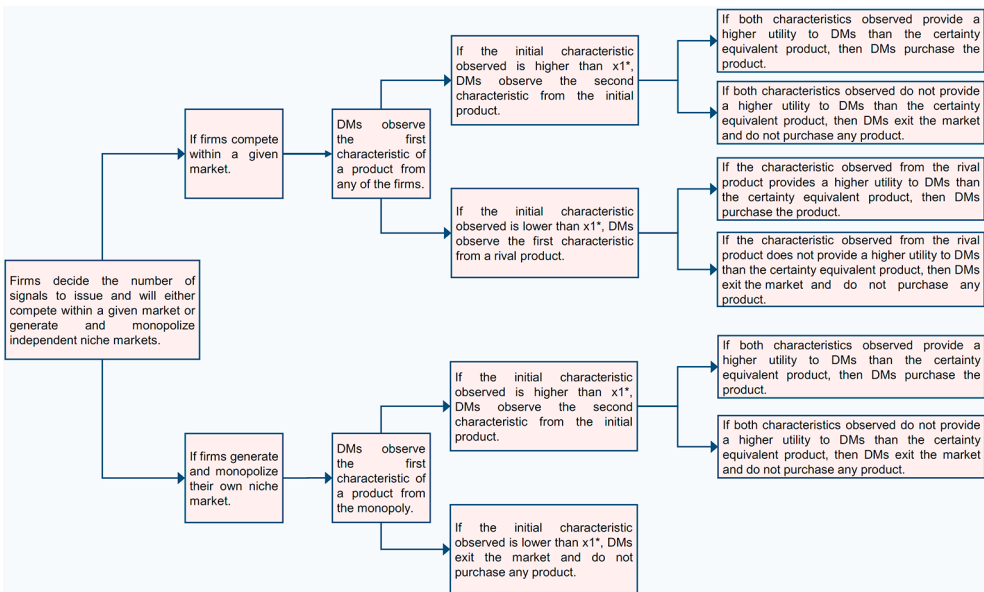 Firms decide the number of
signals to issue and will either
compete within a given market or
generate and monopolize
independent niche markets.
If firms compete
within a given
market.
DMs observe
the first
characteristic of
a product from
any of the firms.
If the initial characteristic
observed is higher than x1*,
DMs observe the second
characteristic from the initial
product.
If both characteristics observed provide a
higher utility to DMs than the certainty
equivalent product, then DMs purchase the
product.
If both characteristics observed do not provide
a higher utility to DMs than the certainty
equivalent product, then DMs exit the market
and do not purchase any product.
If the initial characteristic
observed is lower than x1*, DMs
observe the first characteristic
from a rival product.
If the characteristic observed from the rival
product provides a higher utility to DMs than
the certainty equivalent product, then DMs
purchase the product.
If the characteristic observed from the rival
product does not provide a higher utility to DMs
than the certainty equivalent product, then DMs
exit the market and do not purchase any
product.
If firms generate
and monopolize
their own niche
market.
DMs observe
the first
characteristic of
a product from
the monopoly.
If the initial characteristic
observed is higher than x1*,
DMs observe the second
characteristic from the initial
product.
If both characteristics observed provide a
higher utility to DMs than the certainty
equivalent product, then DMs purchase the
product.
If both characteristics observed do not provide
a higher utility to DMs than the certainty
equivalent product, then DMs exit the market
and do not purchase any product.
If the initial characteristic
observed is lower than x1*, DMs
exit the market and do not
purchase any product.